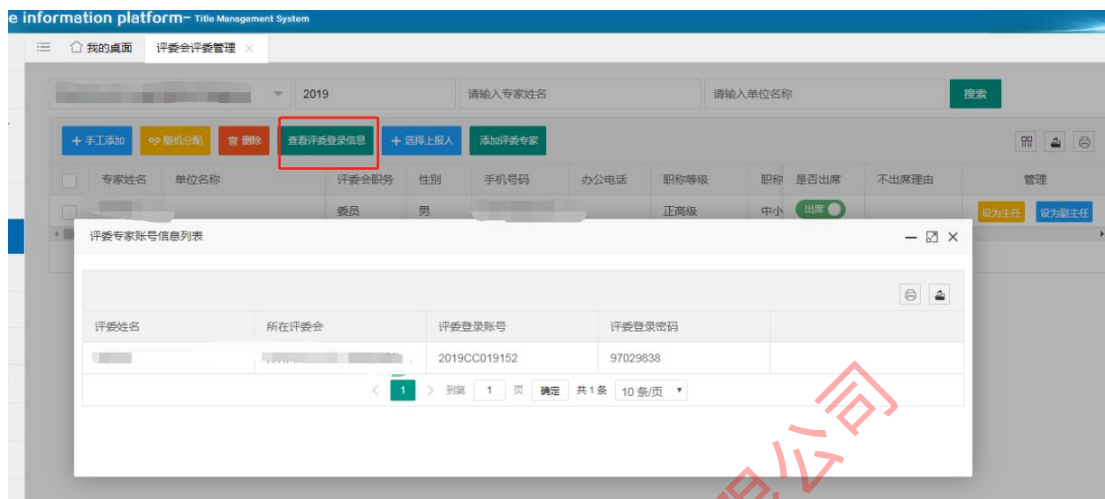 e information platform- Title Management System
我的桌面 评委会评委管理
2019 请输入专家姓名 请输入单位名称 搜索
+ 手工添加 随机分配 删除 查看评委登录信息 + 选择上报人 添加评委专家
专家姓名 单位名称 评委会职务 性别 手机号码 办公电话 职称等级 职称 是否出席 不出席理由 管理
委员 男 正高级 中小 出席 设为主任 设为副主任
评委专家账号信息列表
评委姓名 所在评委会 评委登录账号 评委登录密码
2019CC019152 97029838
< 1 > 到第 1 页 确定 共 1 条 10 条/页
限公司